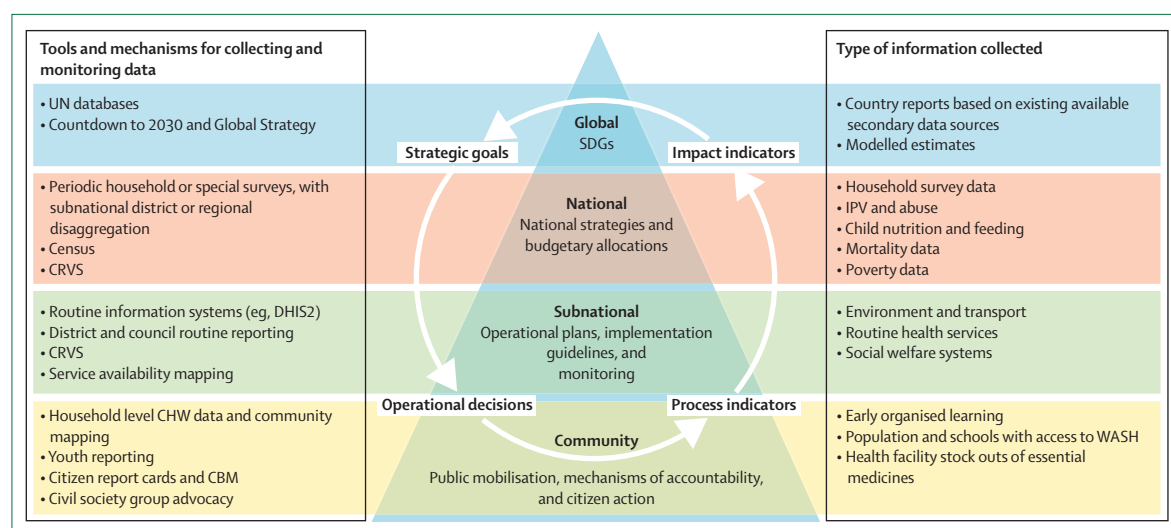 Tools and mechanisms for collecting and
monitoring data
• UN databases
• Countdown to 2030 and Global Strategy
• Periodic household or special surveys, with
subnational district or regional
disaggregation
• Census
• CRVS
• Routine information systems (eg, DHIS2)
• District and council routine reporting
• CRVS
• Service availability mapping
• Household level CHW data and community
mapping
• Youth reporting
• Citizen report cards and CBM
• Civil society group advocacy
Global
SDGs
Strategic goals
Impact indicators
National
National strategies and
budgetary allocations
Subnational
Operational plans, implementation
guidelines, and
monitoring
Operational decisions
Process indicators
Community
Public mobilisation, mechanisms of accountability,
and citizen action
Type of information collected
• Country reports based on existing available
secondary data sources
• Modelled estimates
• Household survey data
• IPV and abuse
• Child nutrition and feeding
• Mortality data
• Poverty data
• Environment and transport
• Routine health services
• Social welfare systems
• Early organised learning
• Population and schools with access to WASH
• Health facility stock outs of essential
medicines